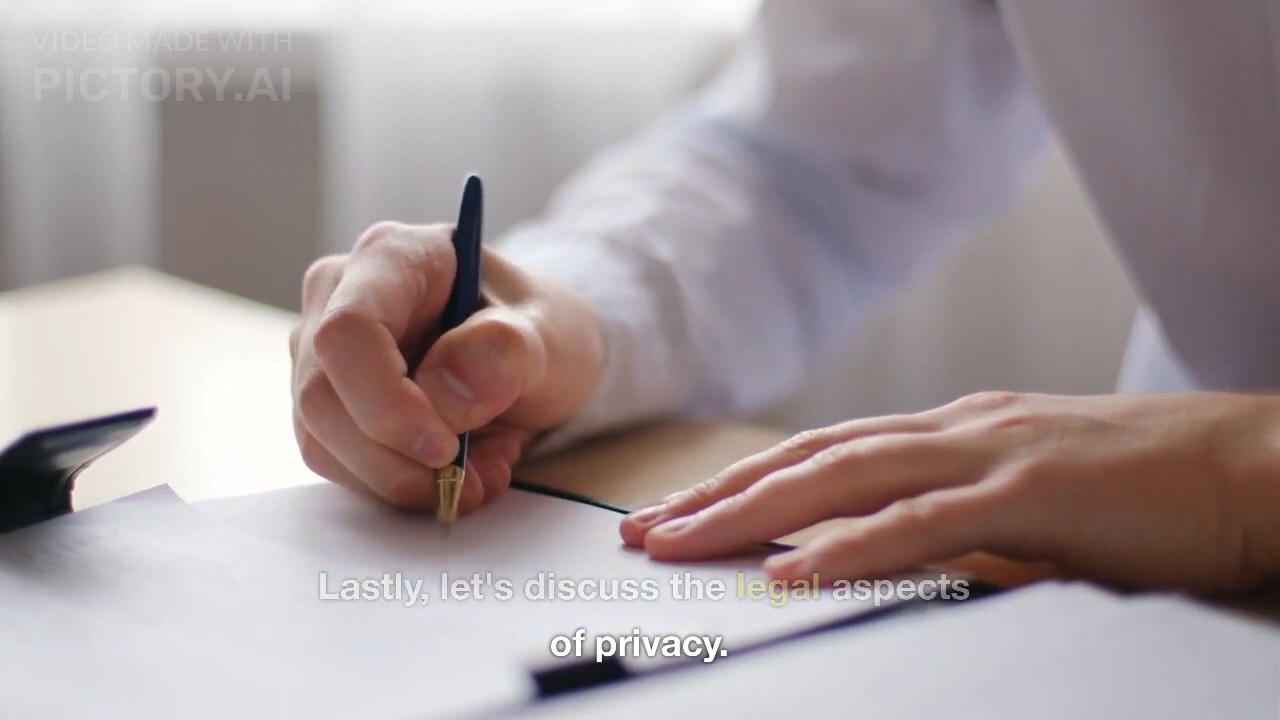 VIDEO MADE WITH
PICTORY.AI
Lastly, let's discuss the legal aspects
of privacy.